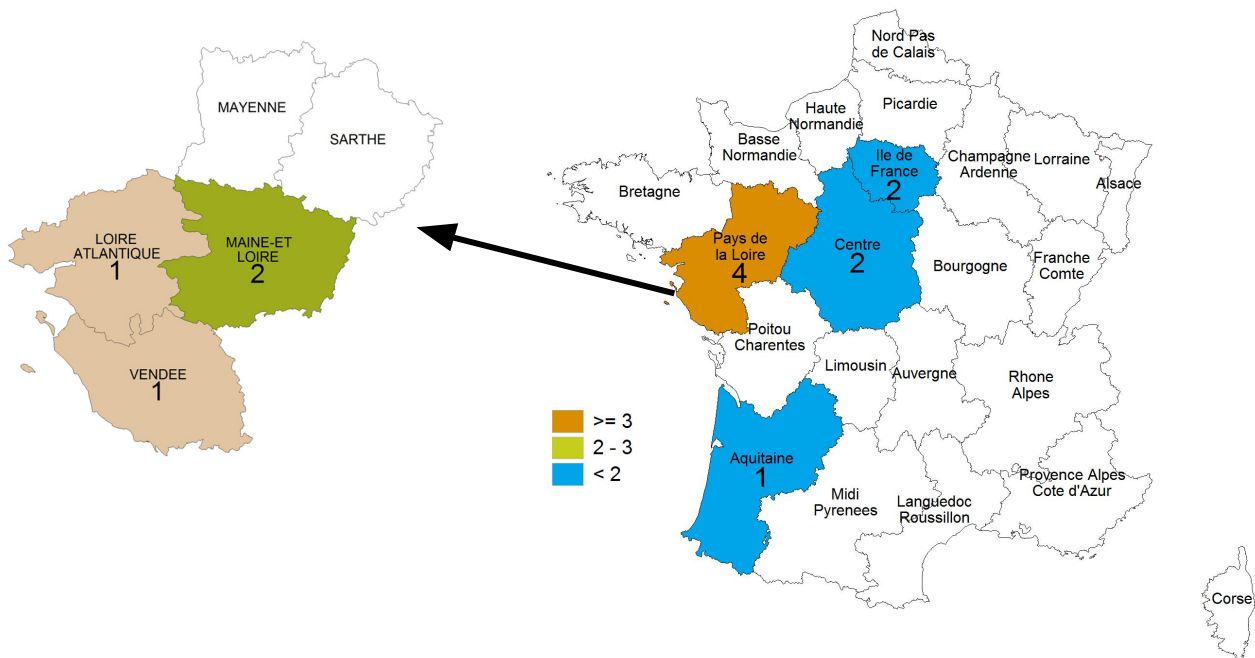 MAYENNE
SARTHE
LOIRE
ATLANTIQUE
1
MAINE-ET
LOIRE
2
VENDEE
1
Nord Pas
de Calais
Picardie
Haute
Normandie
Basse
Normandie
Ile de
France
2
Champagne
Ardenne
Lorraine
Alsace
Bretagne
Pays de
la Loire
4
Centre
2
Bourgogne
Franche
Comte
Poitou
Charentes
Limousin
Auvergne
Rhone
Alpes
>= 3
2 - 3
< 2
Aquitaine
1
Midi
Pyrenees
Languedoc
Roussillon
Provence Alpes
Cote d'Azur
Corse